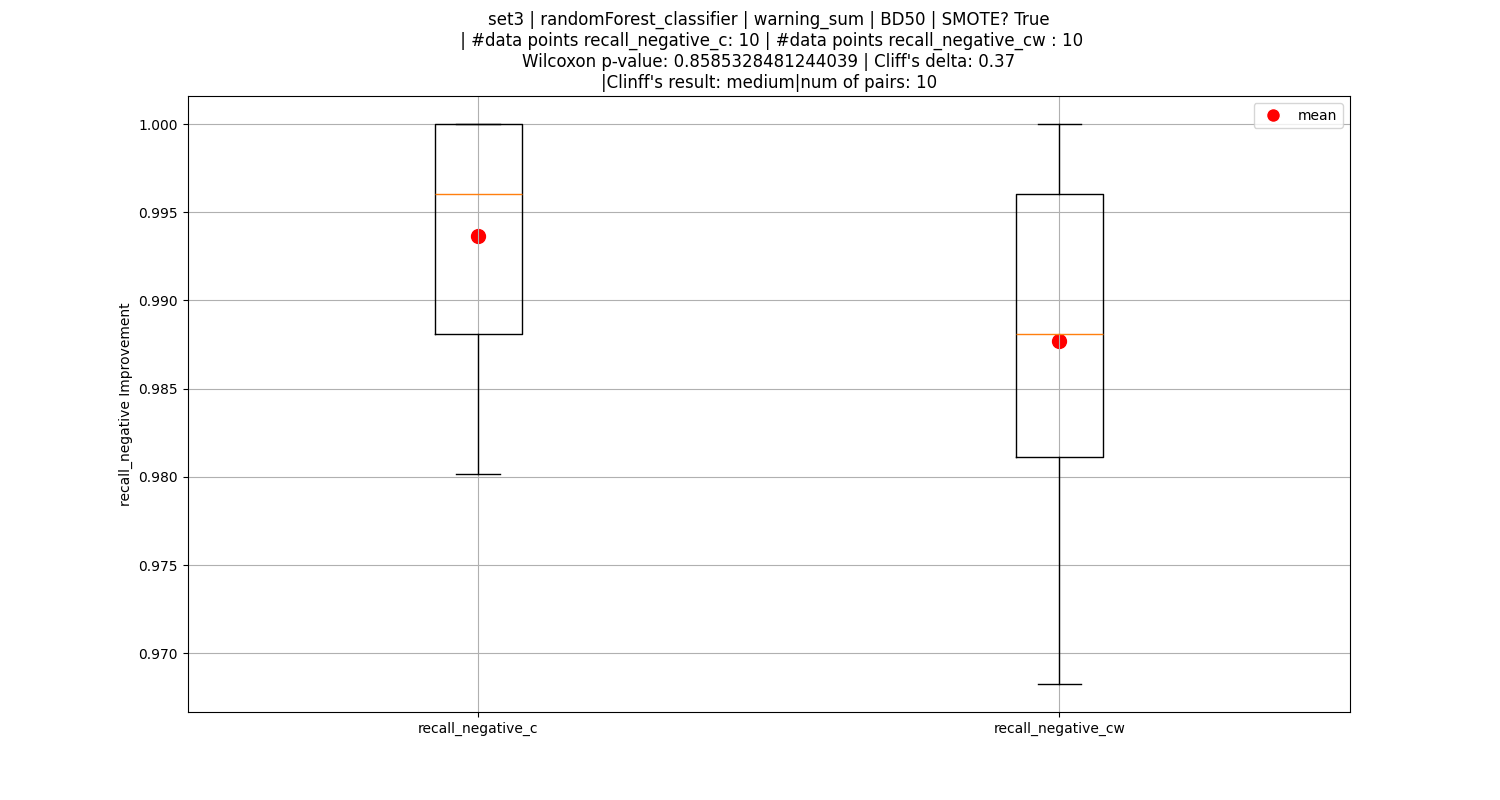 set3 | randomForest_classifier | warning_sum | BD50 | SMOTE? True
| #data points recall_negative_c: 10 | #data points recall_negative_cw : 10
Wilcoxon p-value: 0.8585328481244039 | Cliff's delta: 0.37
|Clinff's result: medium|num of pairs: 10
mean
1.000
0.995
0.990
0.985
0.980
0.975
0.970
recall_negative Improvement
recall_negative_c
recall_negative_cw